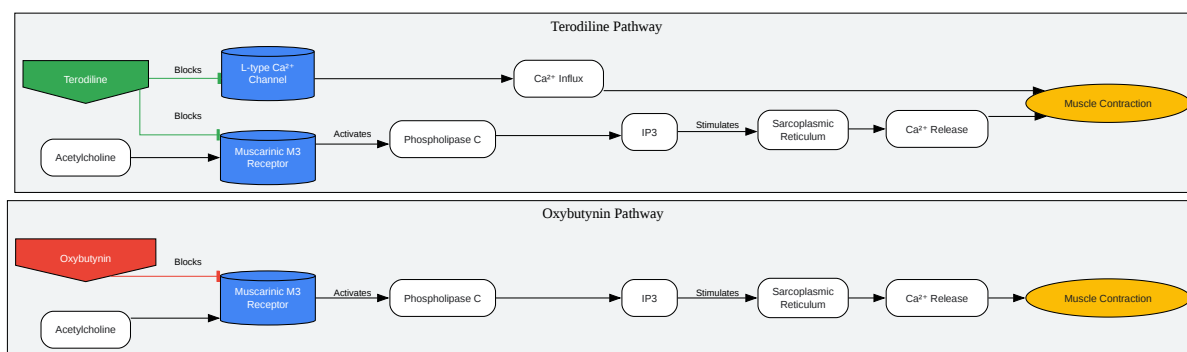 Terodiline Pathway
Terodiline
Blocks
L-type Ca²⁺
Channel
Ca²⁺ Influx
Muscle Contraction
Blocks
Acetylcholine
Muscarinic M3
Receptor
Activates
Phospholipase C
IP3
Stimulates
Sarcoplasmic
Reticulum
Ca²⁺ Release
Oxybutynin Pathway
Oxybutynin
Blocks
Acetylcholine
Muscarinic M3
Receptor
Activates
Phospholipase C
IP3
Stimulates
Sarcoplasmic
Reticulum
Ca²⁺ Release
Muscle Contraction